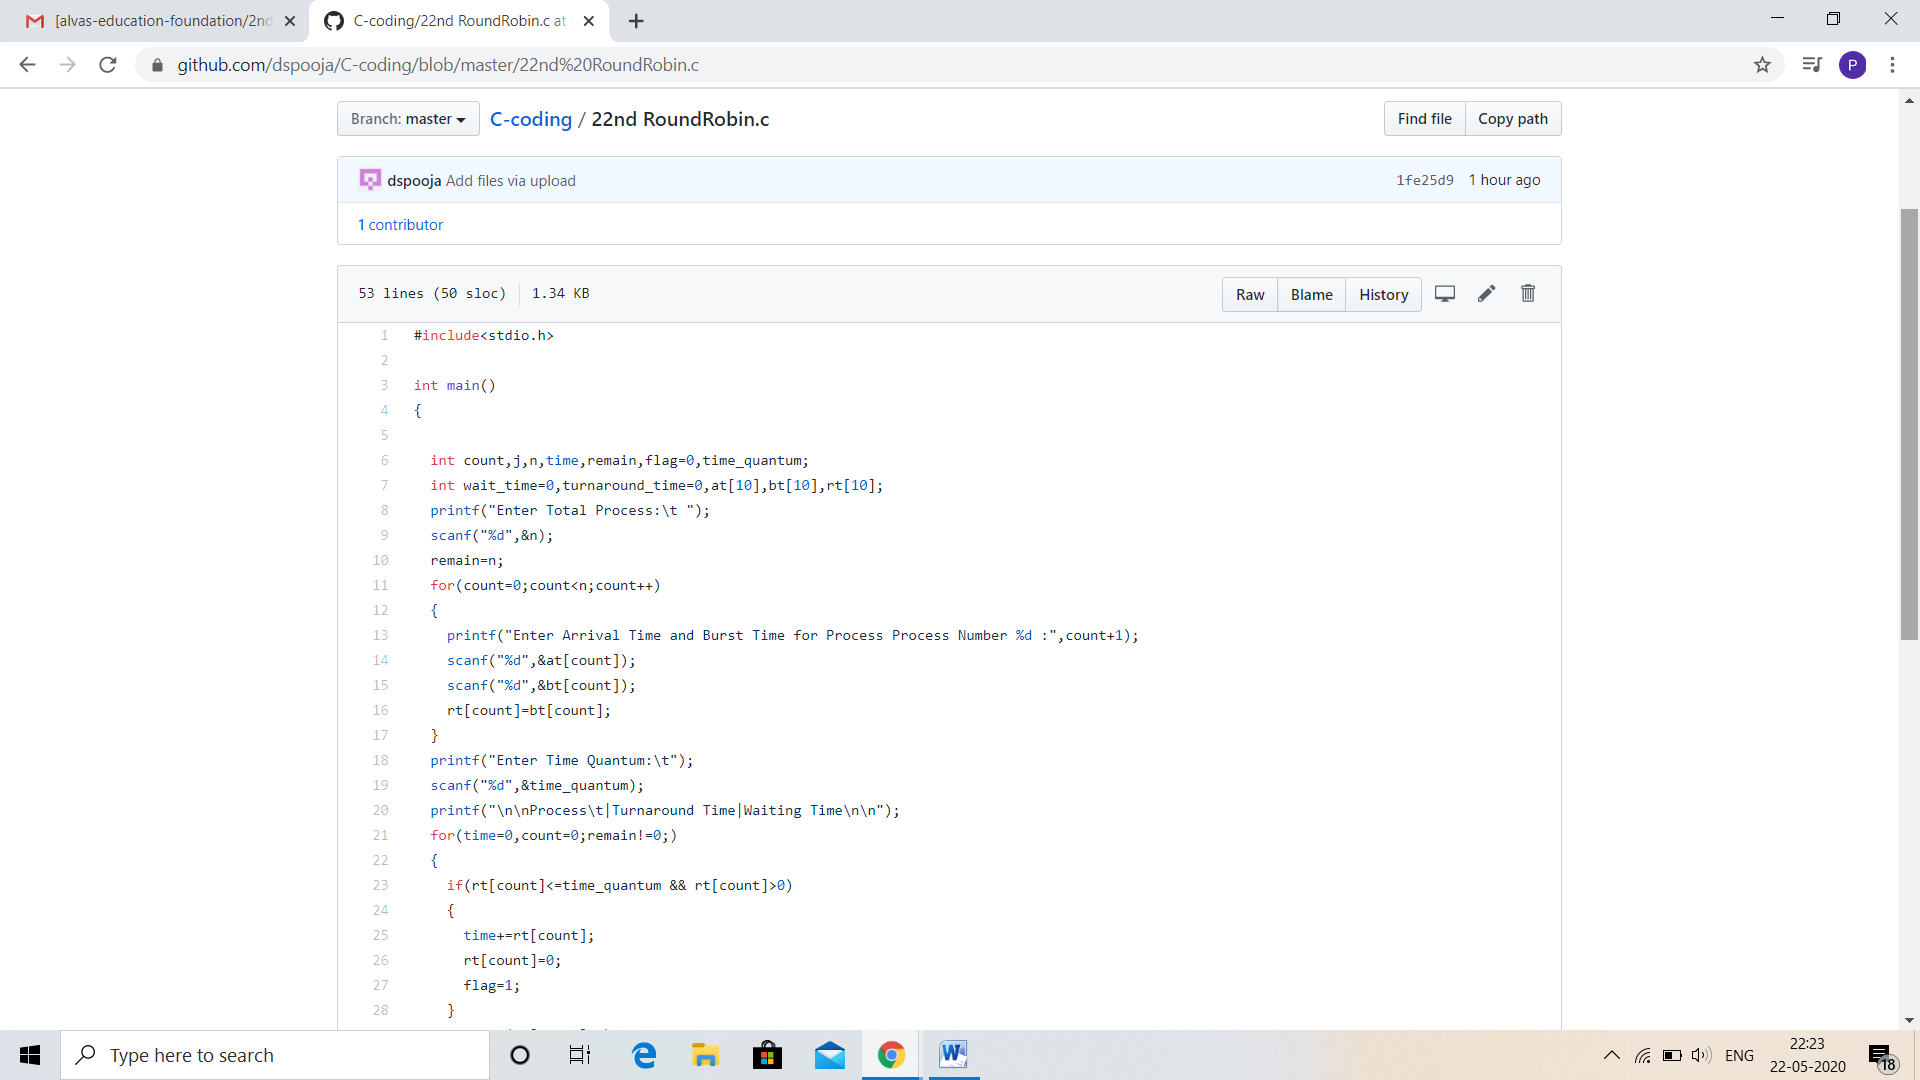 [alvas-education-foundation/2nd
C-coding/22nd RoundRobin.c at
github.com/dspooja/C-coding/blob/master/22nd%20RoundRobin.c
P
Branch: master
C-coding / 22nd RoundRobin.c
Find file
Copy path
dspooja Add files via upload
1fe25d9
1 hour ago
1 contributor
53 lines (50 sloc)
1.34 KB
Raw
Blame
History
1 #include<stdio.h>
2
3 int main()
4 {
5
6 int count,j,n,time,remain,flag=0,time_quantum;
7 int wait_time=0,turnaround_time=0,at[10],bt[10],rt[10];
8 printf("Enter Total Process:\t ");
9 scanf("%d",&n);
10 remain=n;
11 for(count=0;count<n;count++)
12 {
13 printf("Enter Arrival Time and Burst Time for Process Process Number %d :",count+1);
14 scanf("%d",&at[count]);
15 scanf("%d",&bt[count]);
16 rt[count]=bt[count];
17 }
18 printf("Enter Time Quantum:\t");
19 scanf("%d",&time_quantum);
20 printf("\n\nProcess\t|Turnaround Time|Waiting Time\n\n");
21 for(time=0,count=0;remain!=0;)
22 {
23 if(rt[count]<=time_quantum && rt[count]>0)
24 {
25 time+=rt[count];
26 rt[count]=0;
27 flag=1;
28 }
Type here to search
W
ENG
22:23
22-05-2020
18